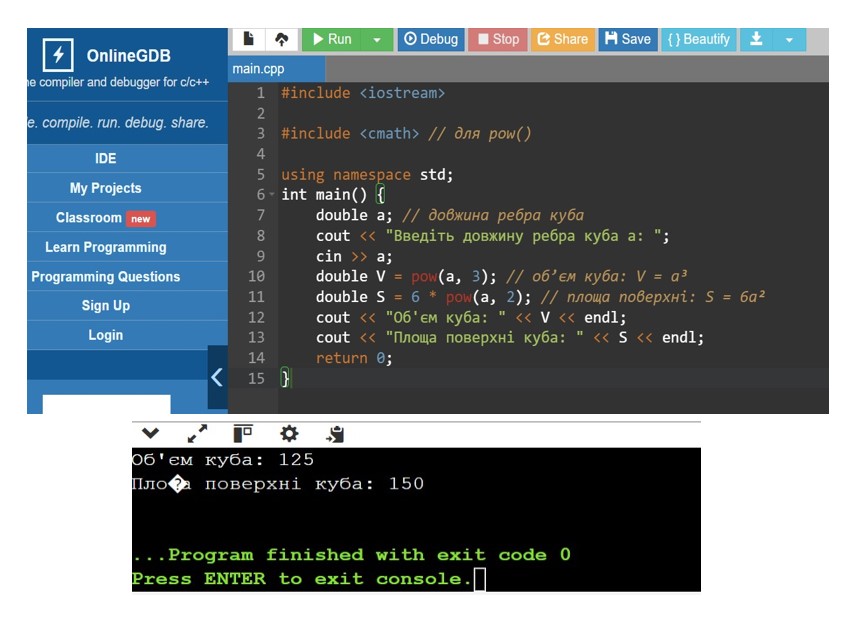 OnlineGDB
e compiler and debugger for c/c++
e. compile. run. debug. share.
IDE
My Projects
Classroom new
Learn Programming
Programming Questions
Sign Up
Login
Run Debug Stop Share Save { } Beautify
main.cpp
1 #include <iostream>
2
3 #include <cmath> // для pow()
4
5 using namespace std;
6 int main() {
7 double a; // довжина ребра куба
8 cout << "Введіть довжину ребра куба a: ";
9 cin >> a;
10 double V = pow(a, 3); // об’єм куба: V = a³
11 double S = 6 * pow(a, 2); // площа поверхні: S = 6a²
12 cout << "Об'єм куба: " << V << endl;
13 cout << "Площа поверхні куба: " << S << endl;
14 return 0;
15 }
Об'єм куба: 125
Пло�а поверхні куба: 150
...Program finished with exit code 0
Press ENTER to exit console.